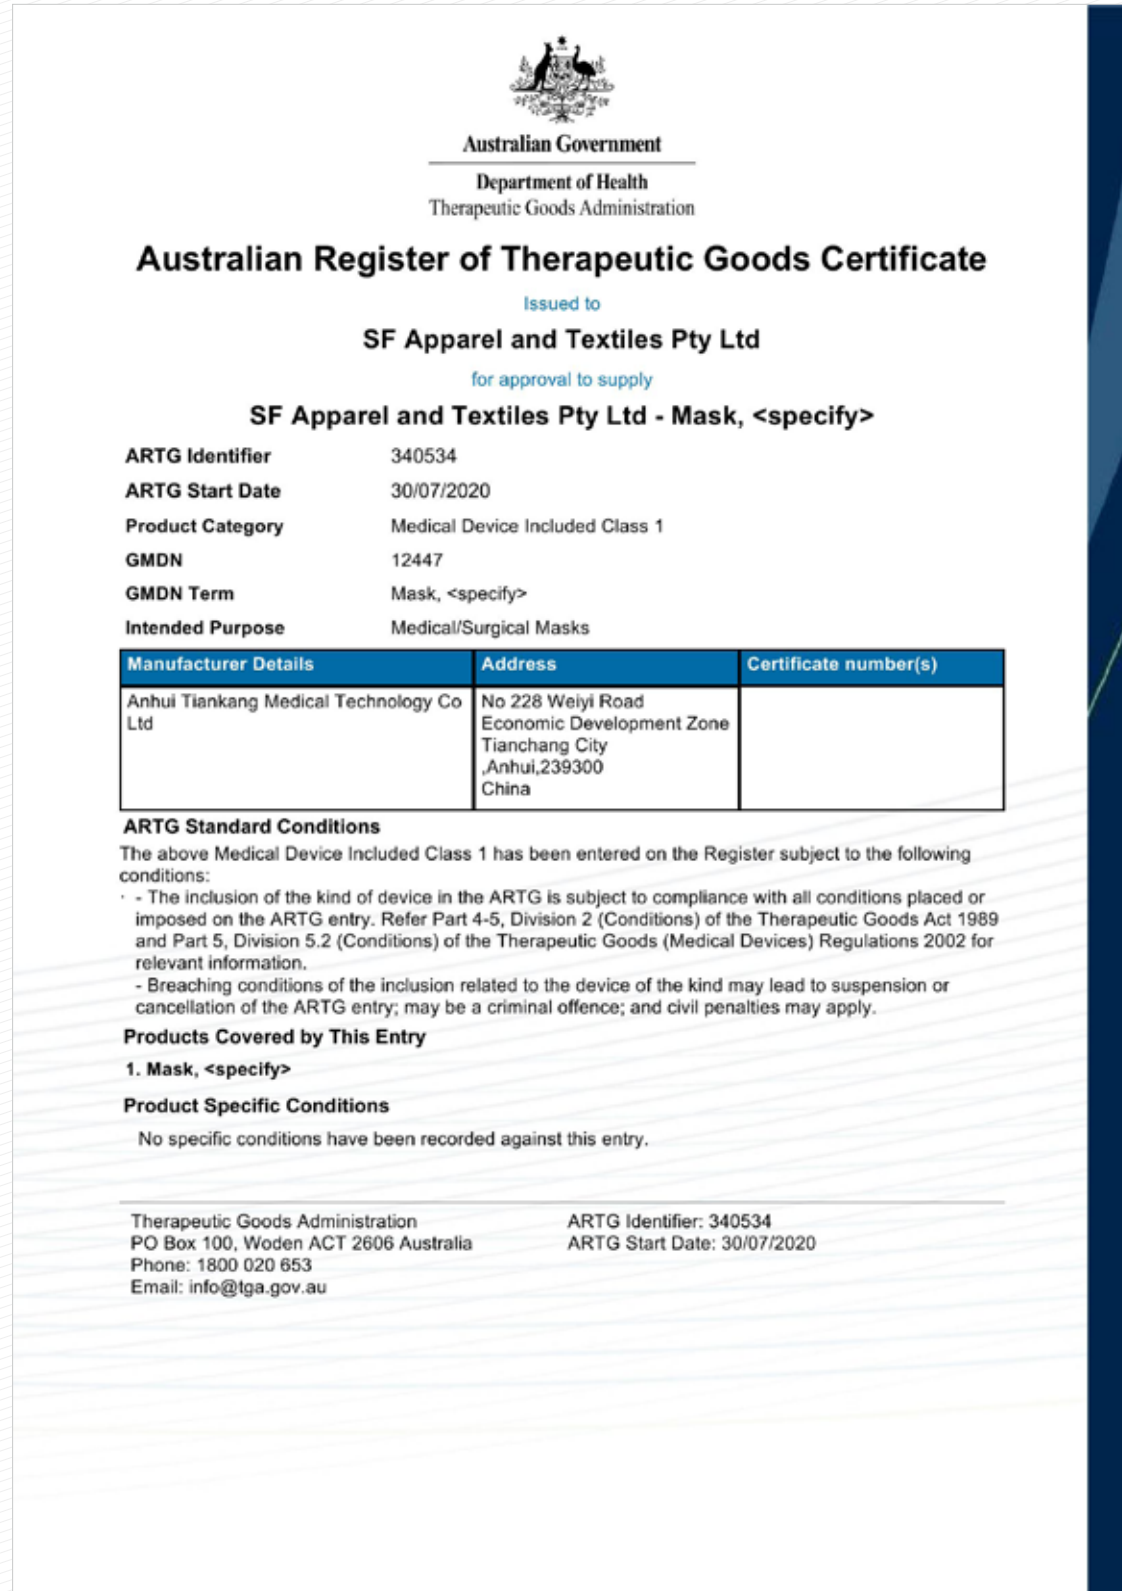 Australian Government
Department of Health
Therapeutic Goods Administration
Australian Register of Therapeutic Goods Certificate
Issued to
SF Apparel and Textiles Pty Ltd
for approval to supply
SF Apparel and Textiles Pty Ltd - Mask, <specify>
ARTG Identifier 340534
ARTG Start Date 30/07/2020
Product Category Medical Device Included Class 1
GMDN 12447
GMDN Term Mask, <specify>
Intended Purpose Medical/Surgical Masks
Manufacturer Details Address Certificate number(s)
Anhui Tiankang Medical Technology Co
Ltd
No 228 Weiyi Road
Economic Development Zone
Tianchang City
,Anhui,239300
China
ARTG Standard Conditions
The above Medical Device Included Class 1 has been entered on the Register subject to the following
conditions:
· - The inclusion of the kind of device in the ARTG is subject to compliance with all conditions placed or
imposed on the ARTG entry. Refer Part 4-5, Division 2 (Conditions) of the Therapeutic Goods Act 1989
and Part 5, Division 5.2 (Conditions) of the Therapeutic Goods (Medical Devices) Regulations 2002 for
relevant information.
- Breaching conditions of the inclusion related to the device of the kind may lead to suspension or
cancellation of the ARTG entry; may be a criminal offence; and civil penalties may apply.
Products Covered by This Entry
1. Mask, <specify>
Product Specific Conditions
No specific conditions have been recorded against this entry.
Therapeutic Goods Administration
PO Box 100, Woden ACT 2606 Australia
Phone: 1800 020 653
Email: info@tga.gov.au
ARTG Identifier: 340534
ARTG Start Date: 30/07/2020